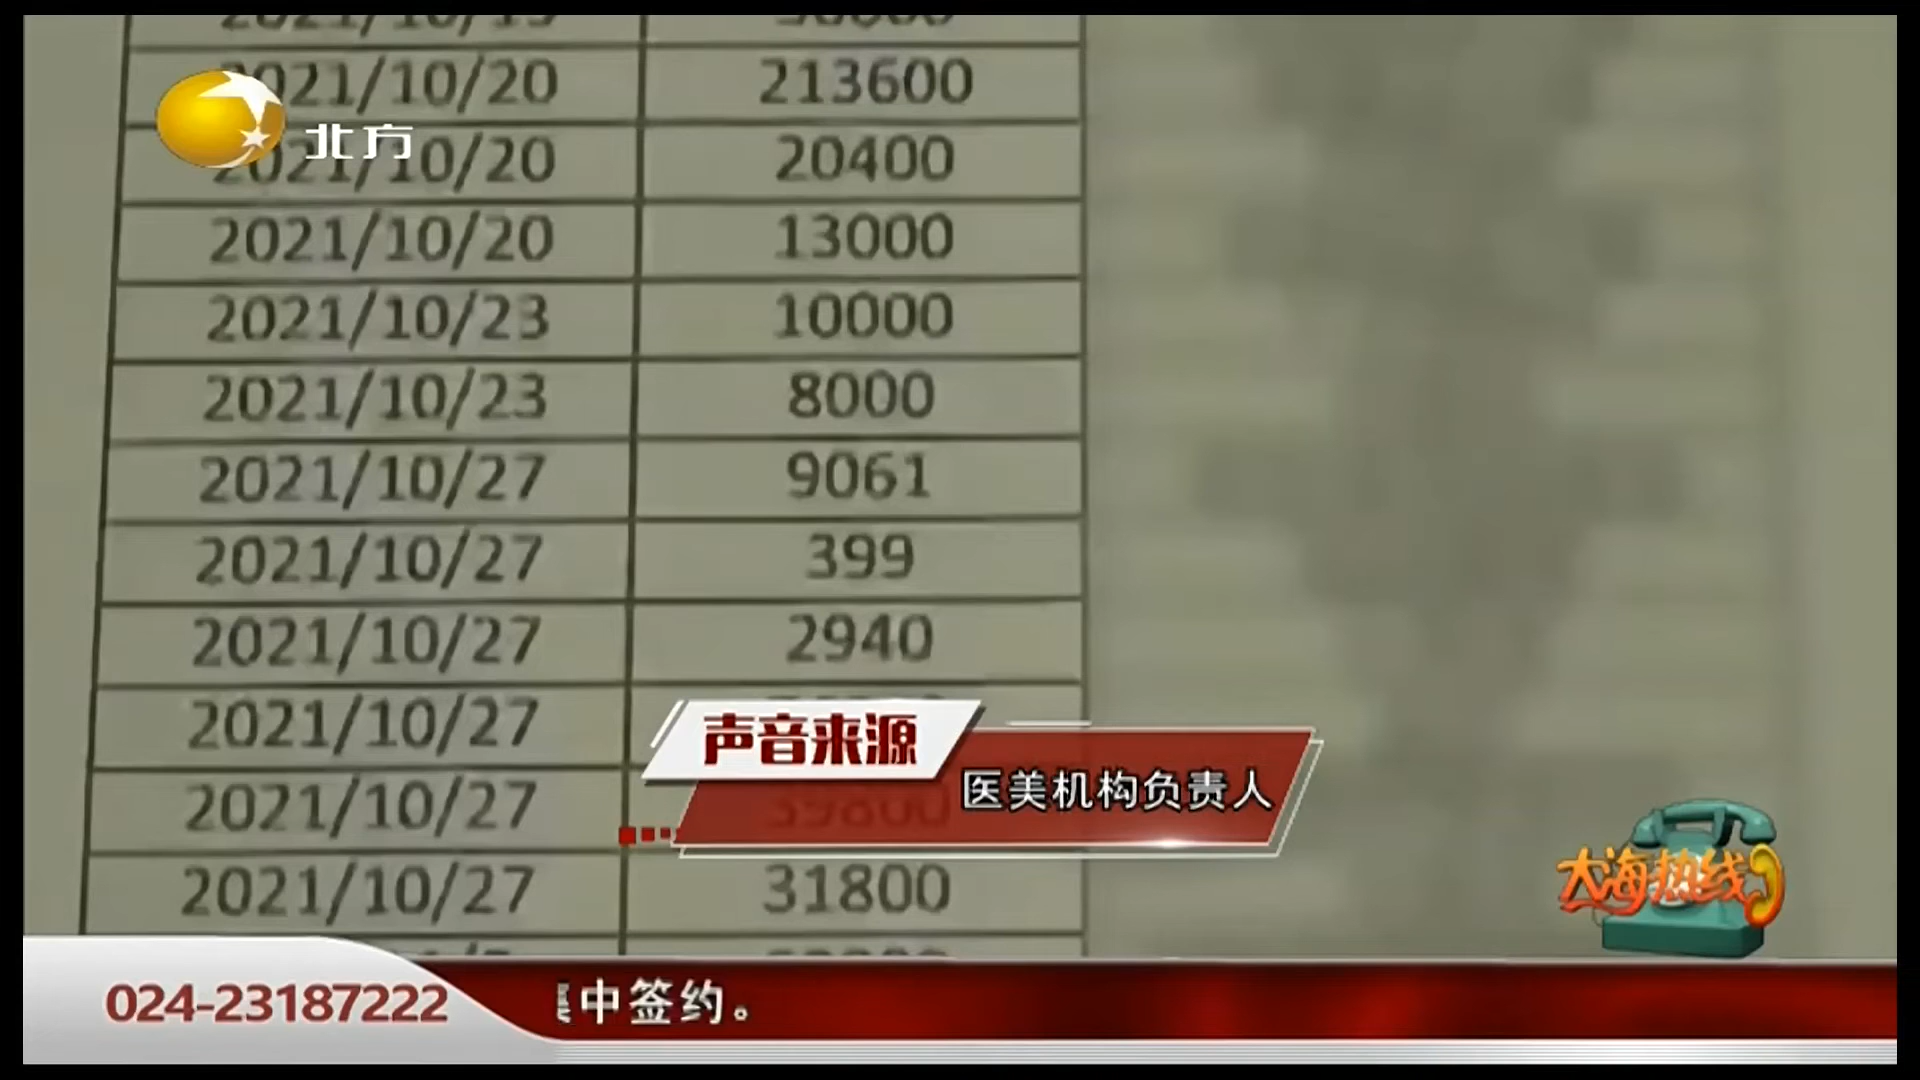 2021/10/20 213600
北方
2021/10/20 20400
2021/10/20 13000
2021/10/23 10000
2021/10/23 8000
2021/10/27 9061
2021/10/27 399
2021/10/27 2940
2021/10/27
声音来源
医美机构负责人
2021/10/27 39800
2021/10/27 31800
大海热线
024-23187222
中签约。